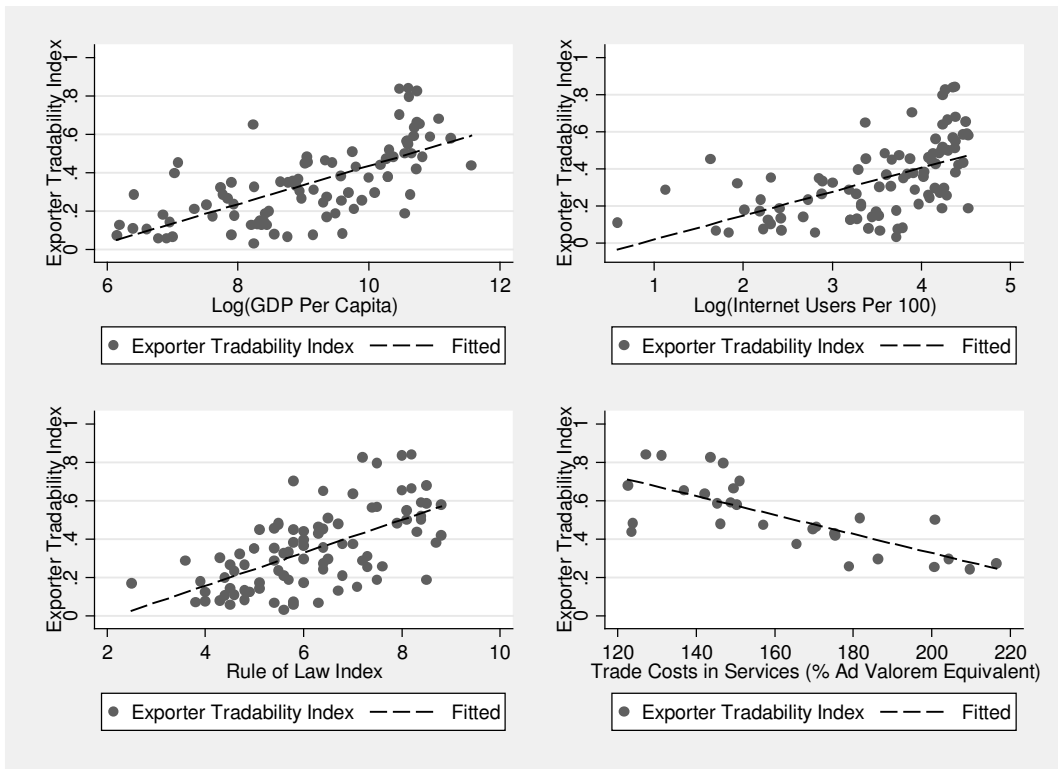 Exporter Tradability Index
1
.8
.6
.4
.2
0
6 8 10 12
Log(GDP Per Capita)
Exporter Tradability Index Fitted
Exporter Tradability Index
1
.8
.6
.4
.2
0
1 2 3 4 5
Log(Internet Users Per 100)
Exporter Tradability Index Fitted
Exporter Tradability Index
1
.8
.6
.4
.2
0
2 4 6 8 10
Rule of Law Index
Exporter Tradability Index Fitted
Exporter Tradability Index
1
.8
.6
.4
.2
0
120 140 160 180 200 220
Trade Costs in Services (% Ad Valorem Equivalent)
Exporter Tradability Index Fitted